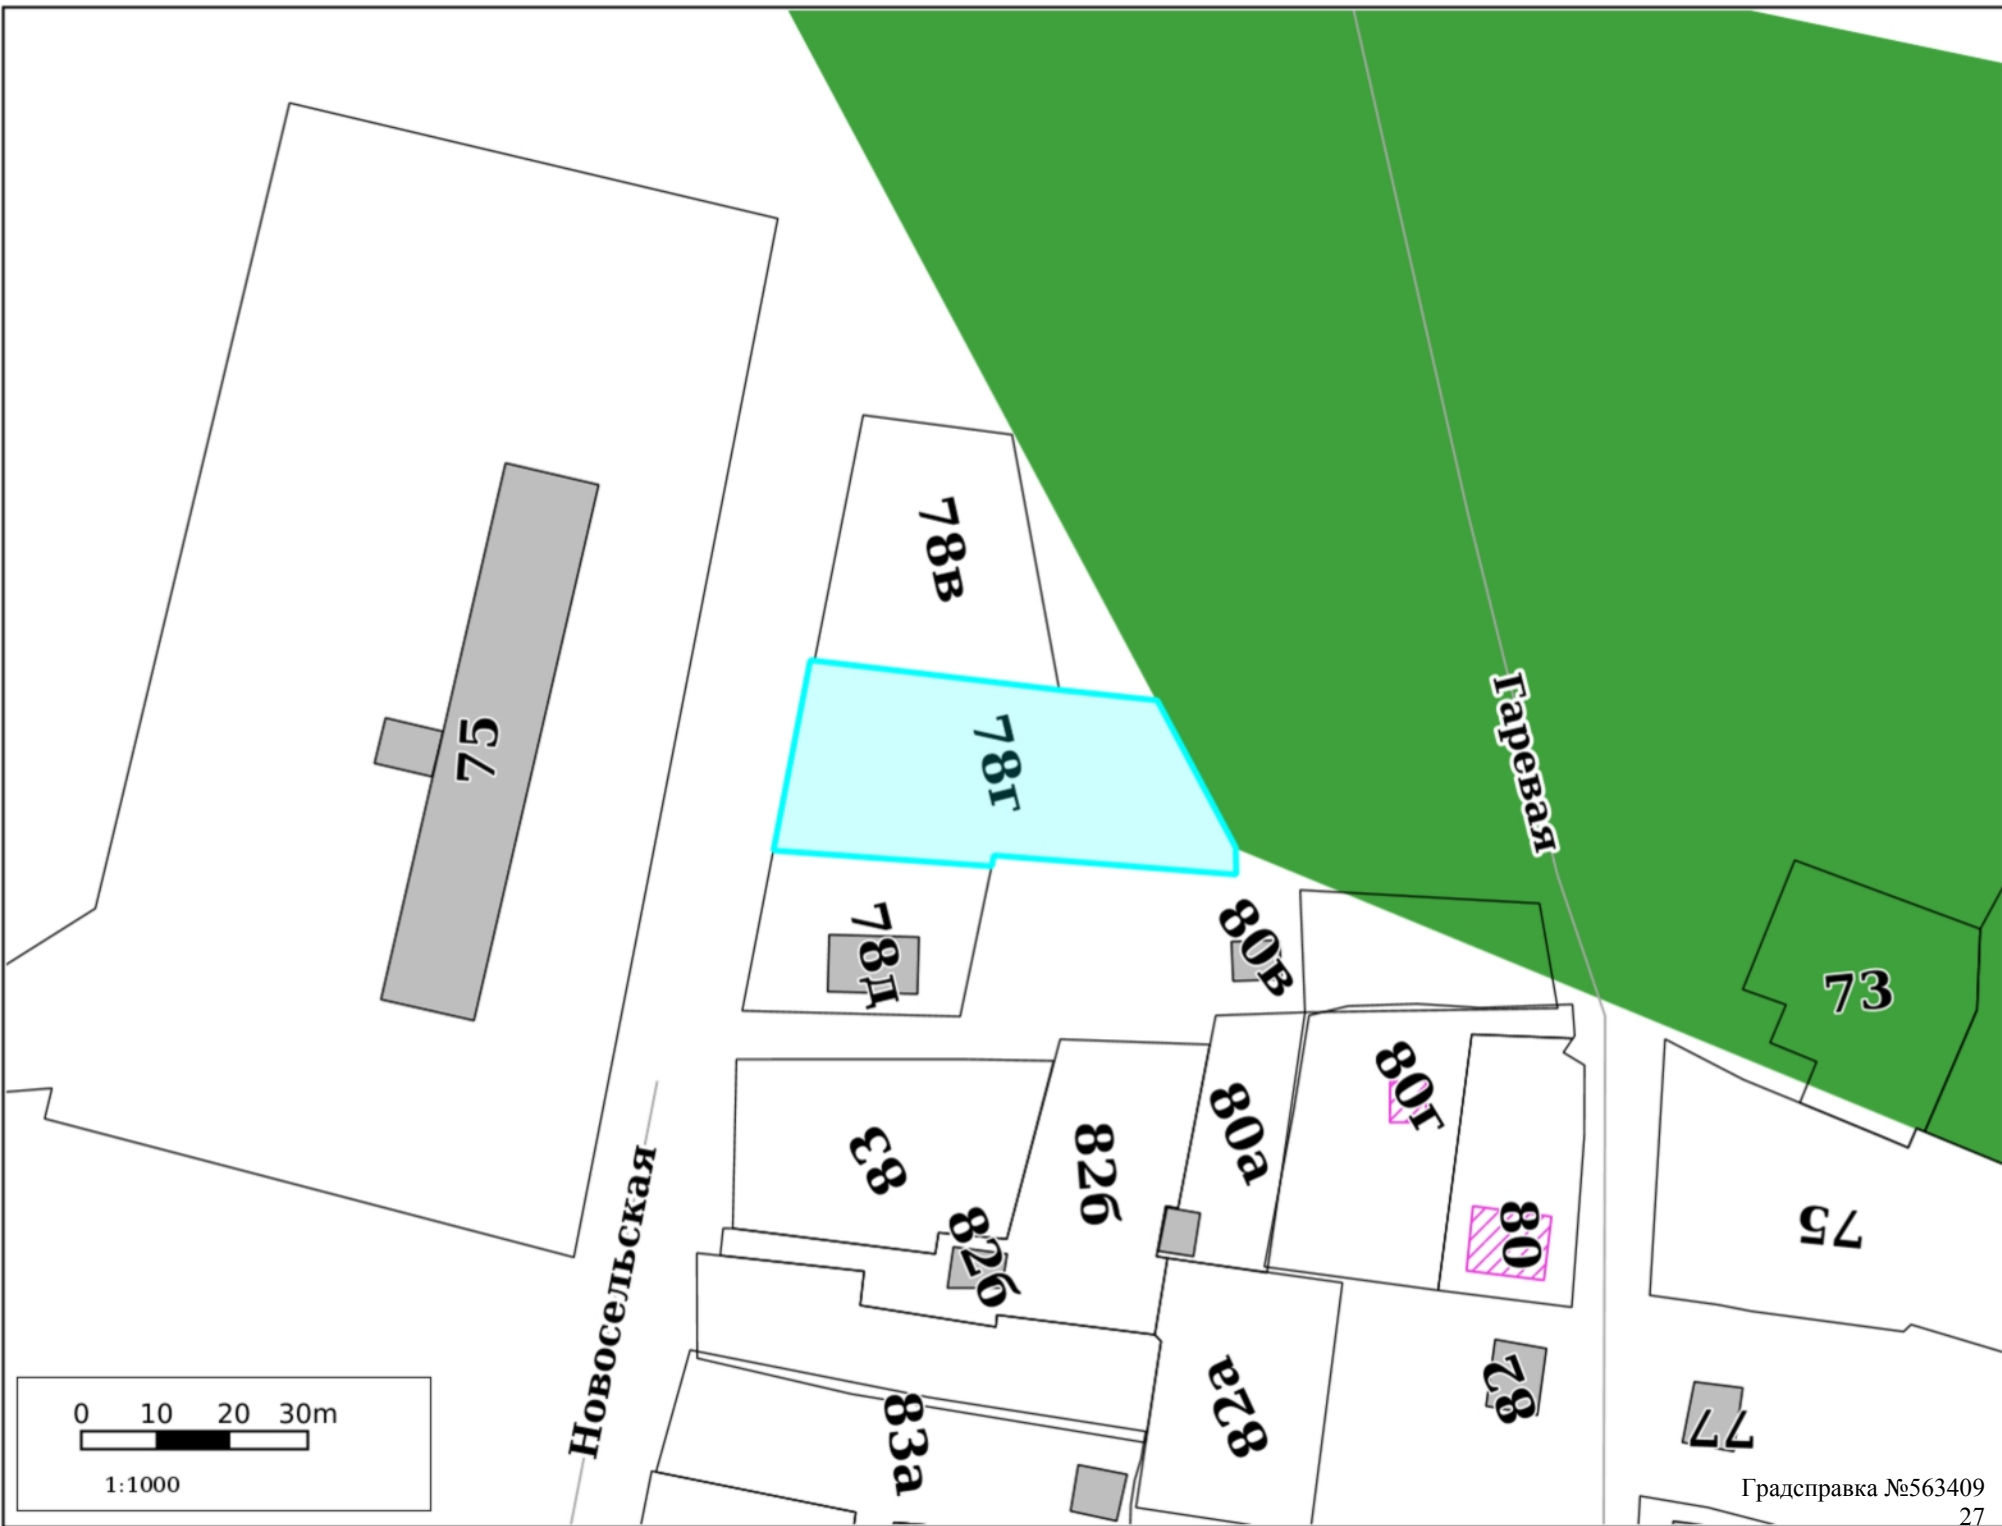 78в
Гаревая
78г
75
78д
80в
73
80г
80а
83
82б
80
75
82б
Новосельская
82а
82
83а
77
0 10 20 30m
1:1000
Градсправка №563409
27